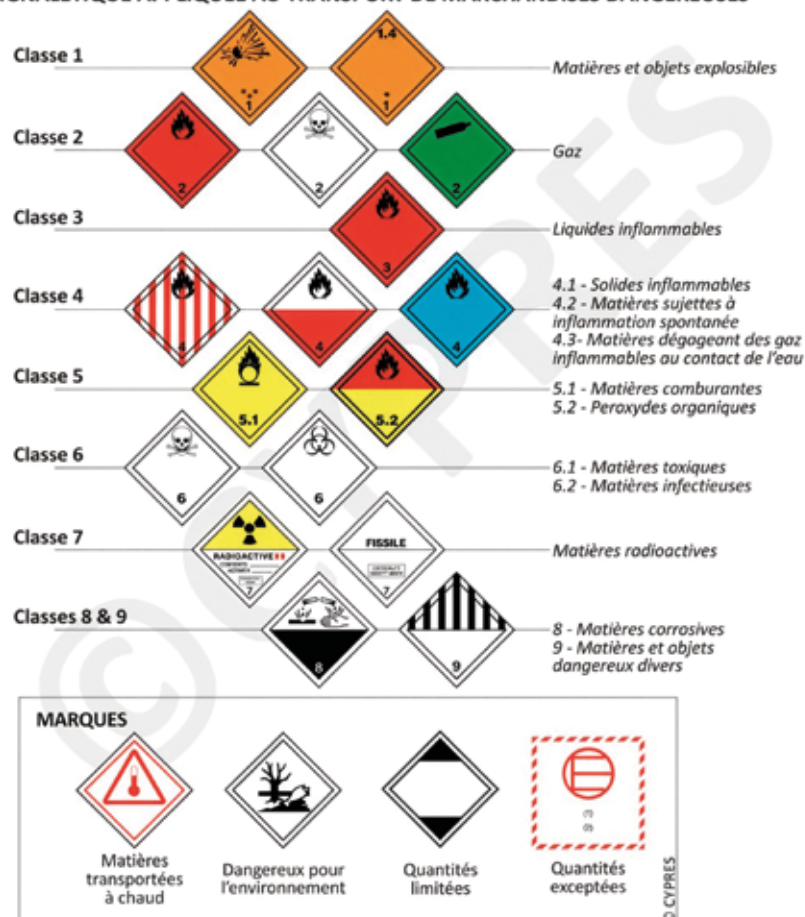 Classe 1
1.4
1
1
Matières et objets explosibles
Classe 2
2
2
2
Gaz
Classe 3
3
Liquides inflammables
Classe 4
4
4
4
4.1 - Solides inflammables
4.2 - Matières sujettes à
inflammation spontanée
4.3- Matières dégageant des gaz
inflammables au contact de l'eau
Classe 5
5.1
5.2
5.1 - Matières comburantes
5.2 - Peroxydes organiques
Classe 6
6
6
6.1 - Matières toxiques
6.2 - Matières infectieuses
Classe 7
RADIOACTIVE II
7
FISSILE
7
Matières radioactives
Classes 8 & 9
8
9
8 - Matières corrosives
9 - Matières et objets
dangereux divers
MARQUES
Matières
transportées
à chaud
Dangereux pour
l'environnement
Quantités
limitées
Quantités
exceptées
CYPRES
©CYPRES